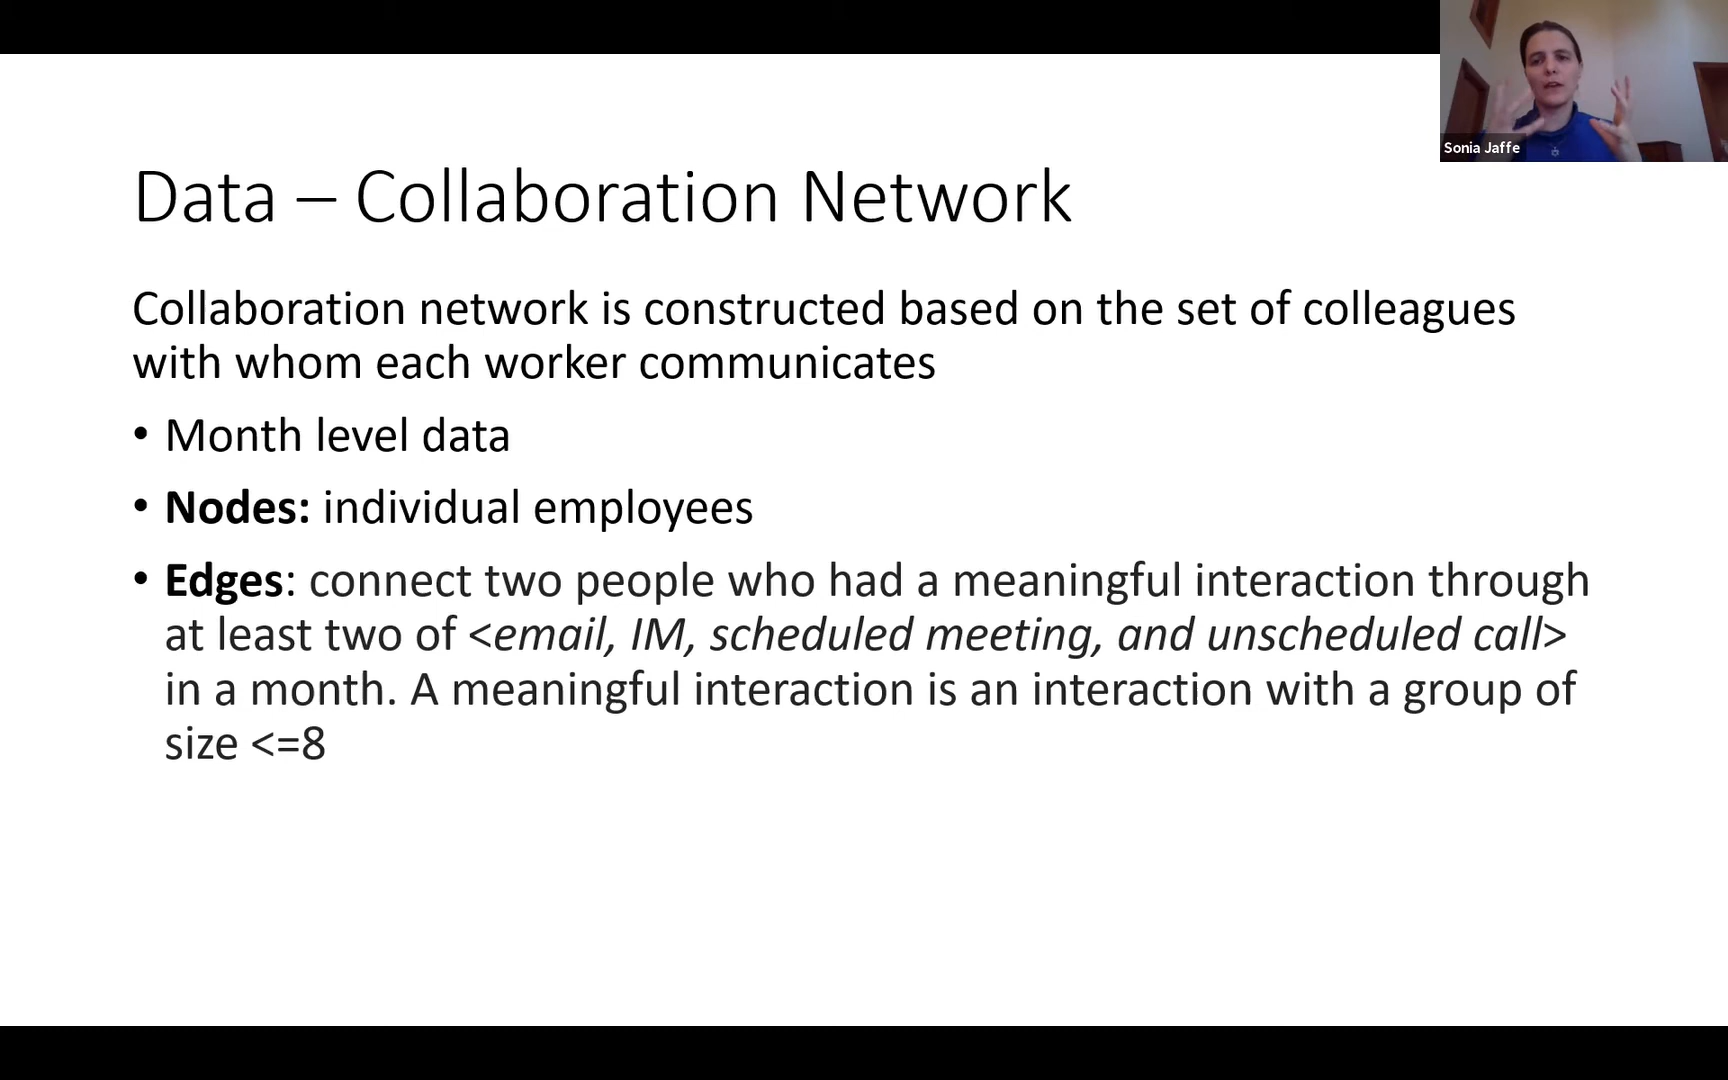 Sonia Jaffe
Data – Collaboration Network
Collaboration network is constructed based on the set of colleagues
with whom each worker communicates
• Month level data
• Nodes: individual employees
• Edges: connect two people who had a meaningful interaction through
at least two of <email, IM, scheduled meeting, and unscheduled call>
in a month. A meaningful interaction is an interaction with a group of
size <=8